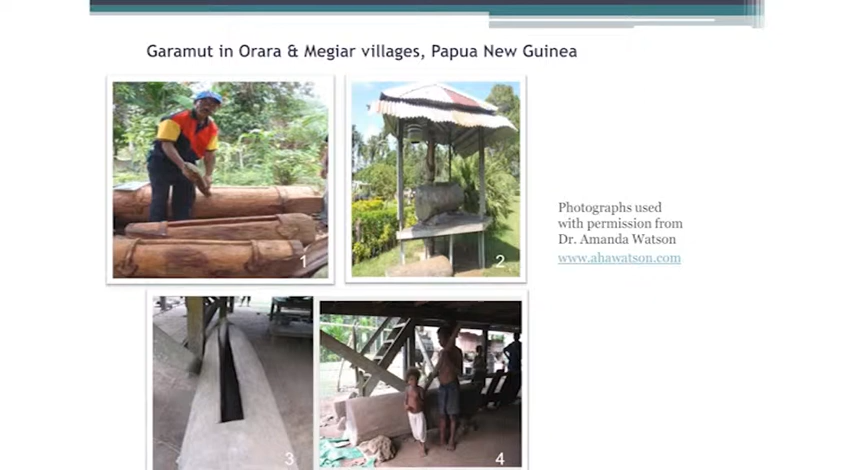 Garamut in Orara & Megiar villages, Papua New Guinea
1
2
Photographs used
with permission from
Dr. Amanda Watson
www.ahawatson.com
3
4